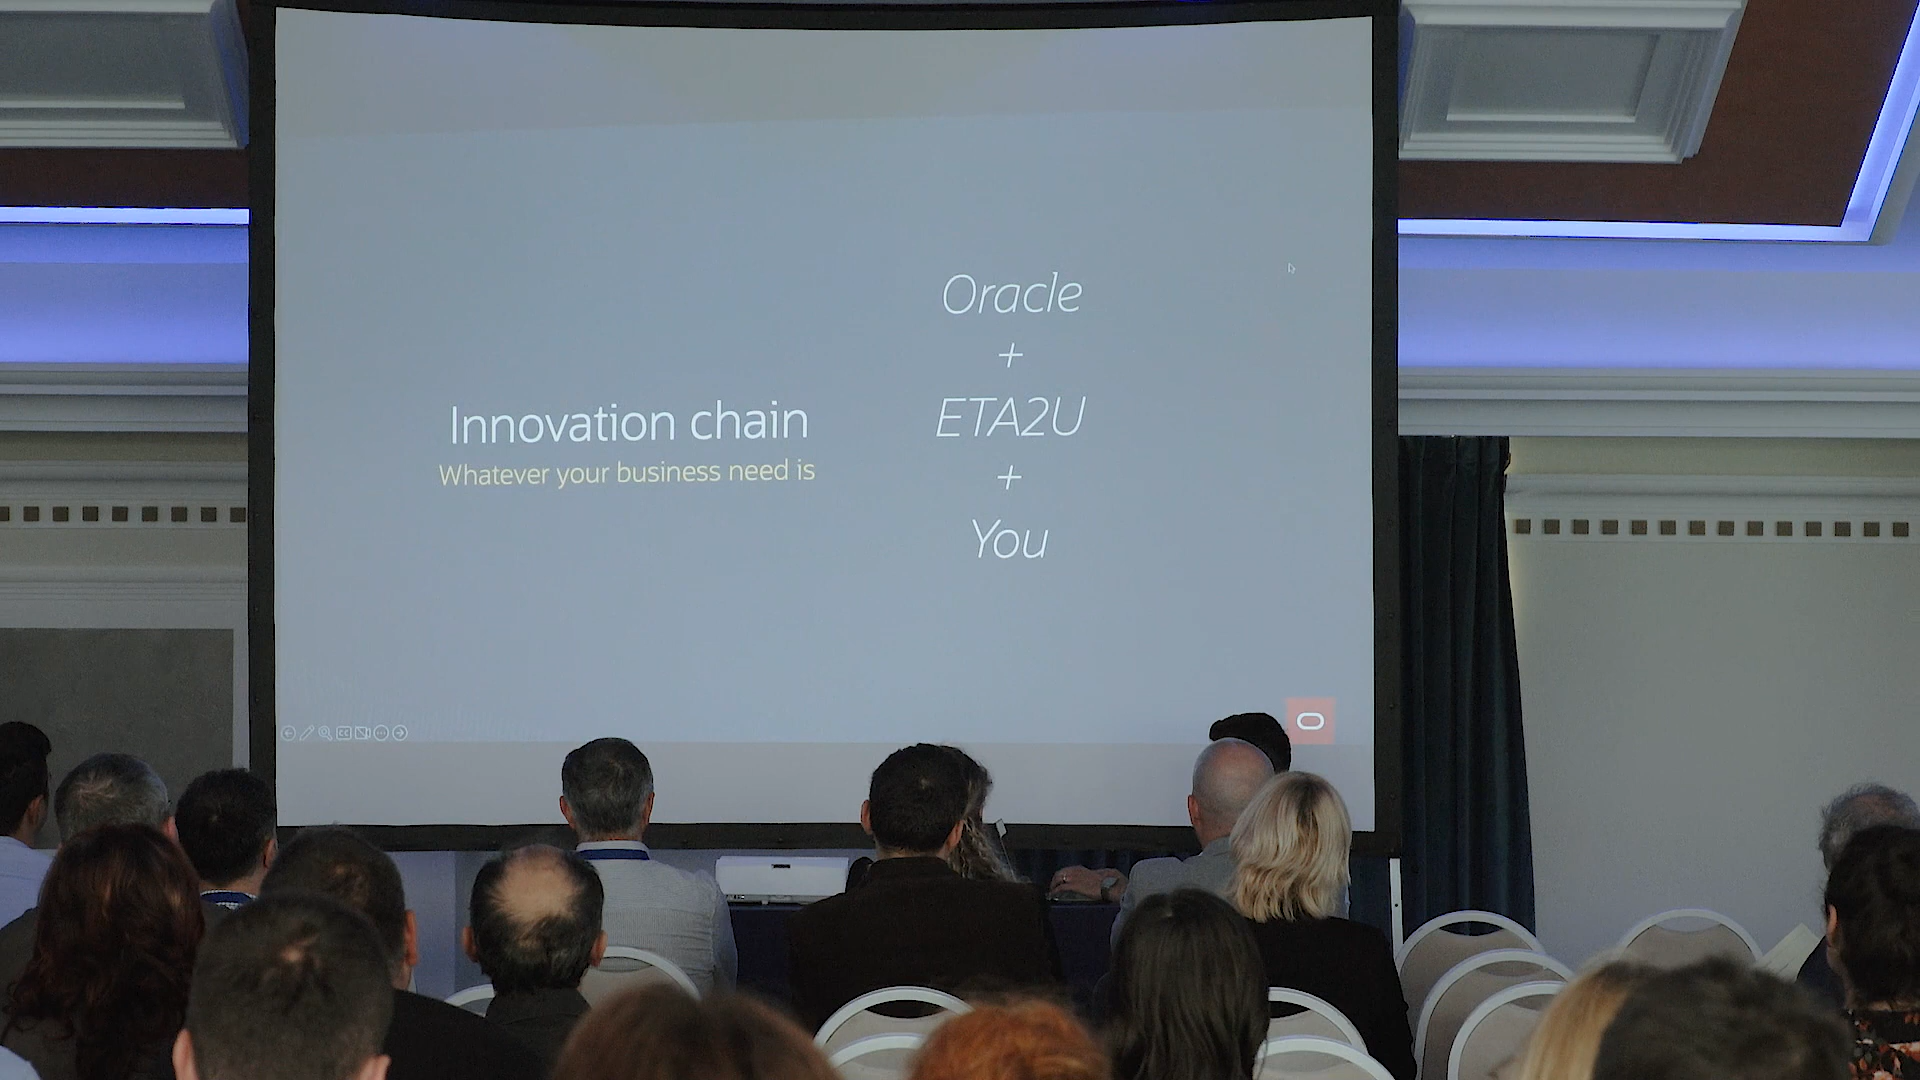 Innovation chain
Whatever your business need is
Oracle
+
ETA2U
+
You